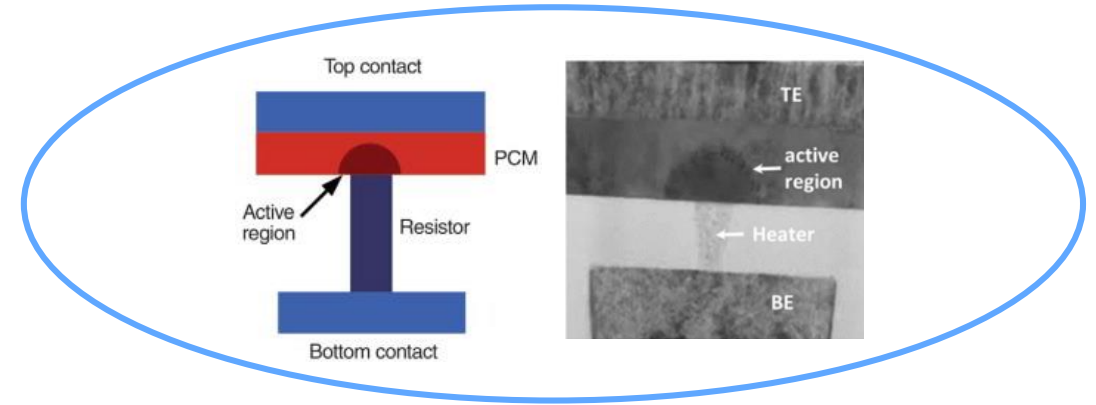 Top contact
PCM
Active
region
Resistor
Bottom contact
TE
active
region
Heater
BE